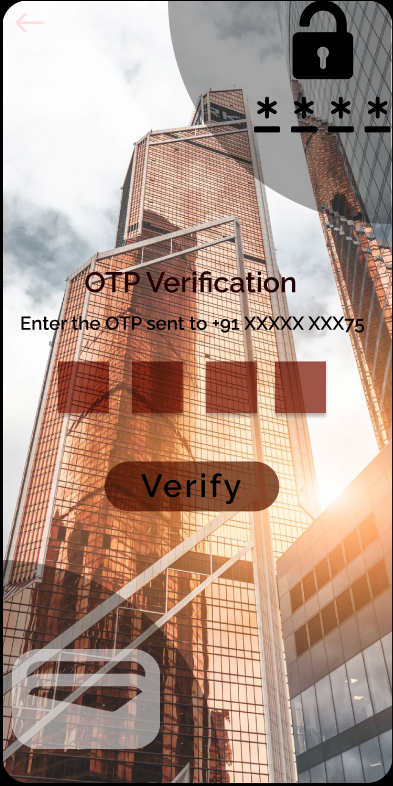 * * * *
OTP Verification
Enter the OTP sent to +91 XXXXX XXX75
Verify